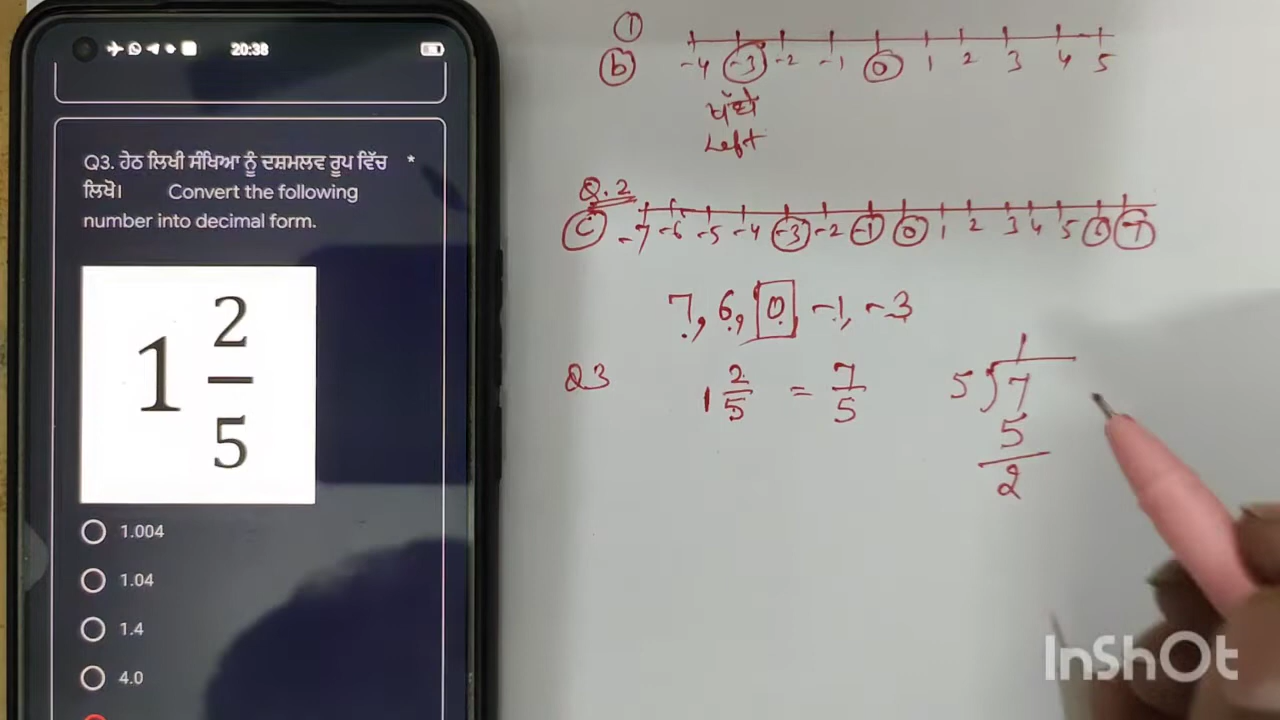 20:38
Q3. ਹੇਠ ਲਿਖੀ ਸੰਖਿਆ ਨੂੰ ਦਸ਼ਮਲਵ ਰੂਪ ਵਿੱਚ *
ਲਿਖੋ। Convert the following
number into decimal form.
1 2/5
1.004
1.04
1.4
4.0
1
b -4 -3 -2 -1 0 1 2 3 4 5
ਖੱਬੇ
Left
Q.2
C -7 -6 -5 -4 -3 -2 -1 0 1 2 3 4 5 6 7
7, 6, 0, -1, -3
Q3 1 2/5 = 7/5
1
5 7
5
2
InShOt